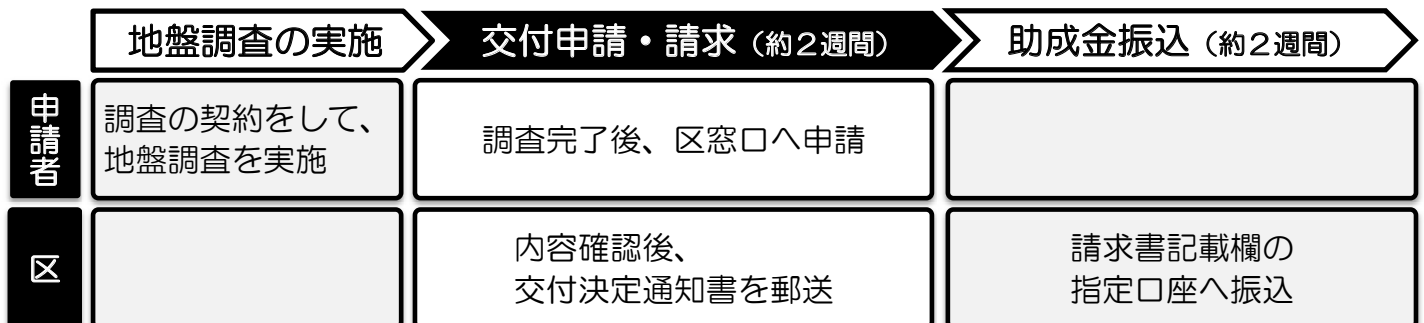 地盤調査の実施
交付申請・請求（約２週間）
助成金振込（約２週間）
申請者
調査の契約をして、
地盤調査を実施
調査完了後、区窓口へ申請
区
内容確認後、
交付決定通知書を郵送
請求書記載欄の
指定口座へ振込